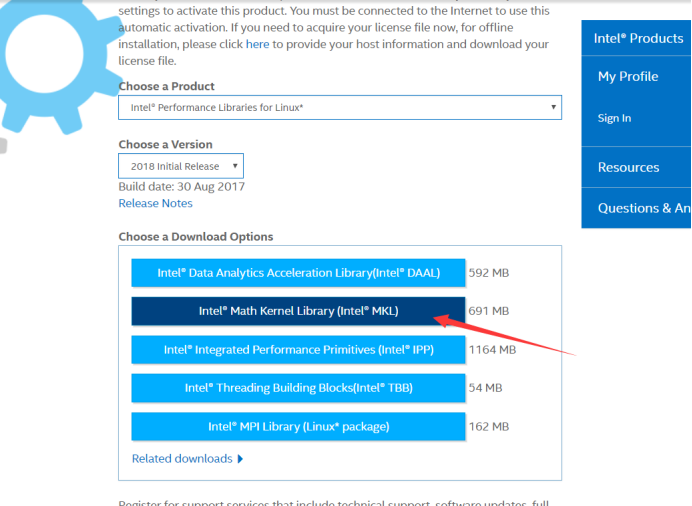 settings to activate this product. You must be connected to the Internet to use this
automatic activation. If you need to acquire your license file now, for offline
installation, please click here to provide your host information and download your
license file.
Choose a Product
Intel® Performance Libraries for Linux*
Choose a Version
2018 Initial Release
Build date: 30 Aug 2017
Release Notes
Choose a Download Options
Intel® Data Analytics Acceleration Library(Intel® DAAL) 592 MB
Intel® Math Kernel Library (Intel® MKL) 691 MB
Intel® Integrated Performance Primitives (Intel® IPP) 1164 MB
Intel® Threading Building Blocks(Intel® TBB) 54 MB
Intel® MPI Library (Linux* package) 162 MB
Related downloads
Register for support services that include technical support, software updates, full
Intel® Products
My Profile
Sign In
Resources
Questions & An